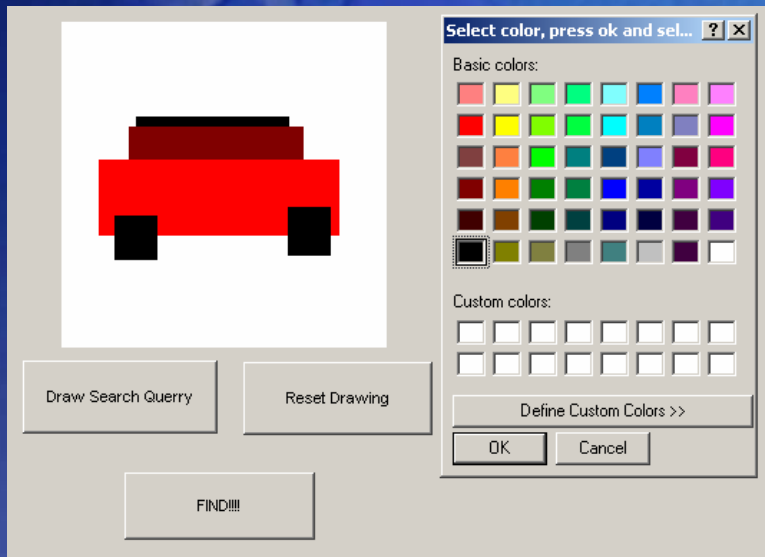 Select color, press ok and sel...
Basic colors:
Custom colors:
Draw Search Querry
Reset Drawing
Define Custom Colors >>
OK
Cancel
FIND!!!!